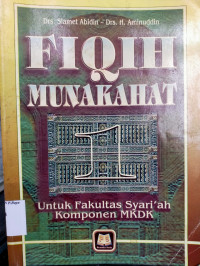 Drs. Slamet Abidin - Drs. H. Aminuddin
FIQIH
MUNAKAHAT
1
Untuk Fakultas Syari'ah
Komponen MKDK